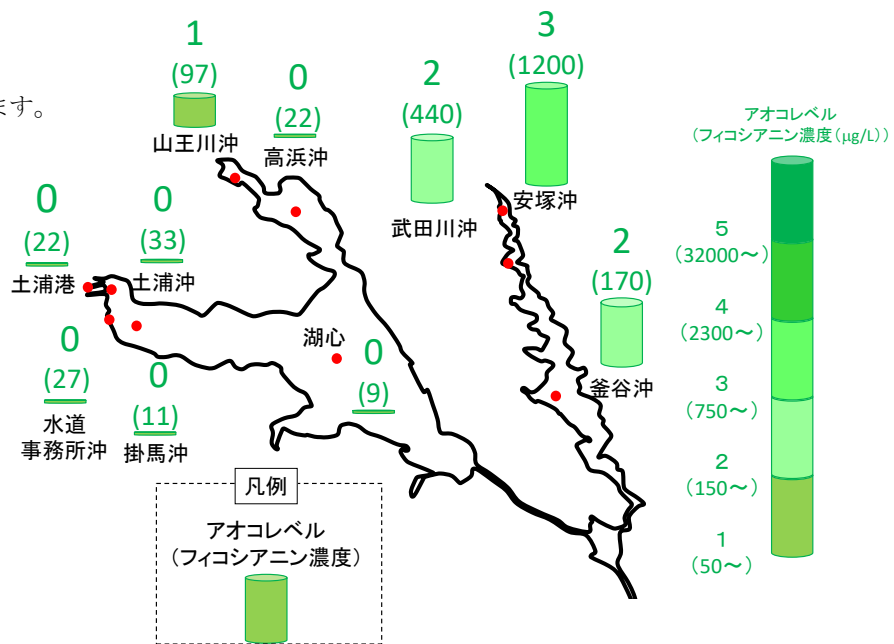 ます。
1
(97)
山王川沖
0
(22)
高浜沖
2
(440)
武田川沖
3
(1200)
安塚沖
2
(170)
釜谷沖
0
(22)
土浦港
0
(33)
土浦沖
0
(27)
水道
事務所沖
0
(11)
掛馬沖
湖心
0
(9)
凡例
アオコレベル
(フィコシアニン濃度)
アオコレベル
(フィコシアニン濃度(μg/L))
5
(32000～)
4
(2300～)
3
(750～)
2
(150～)
1
(50～)